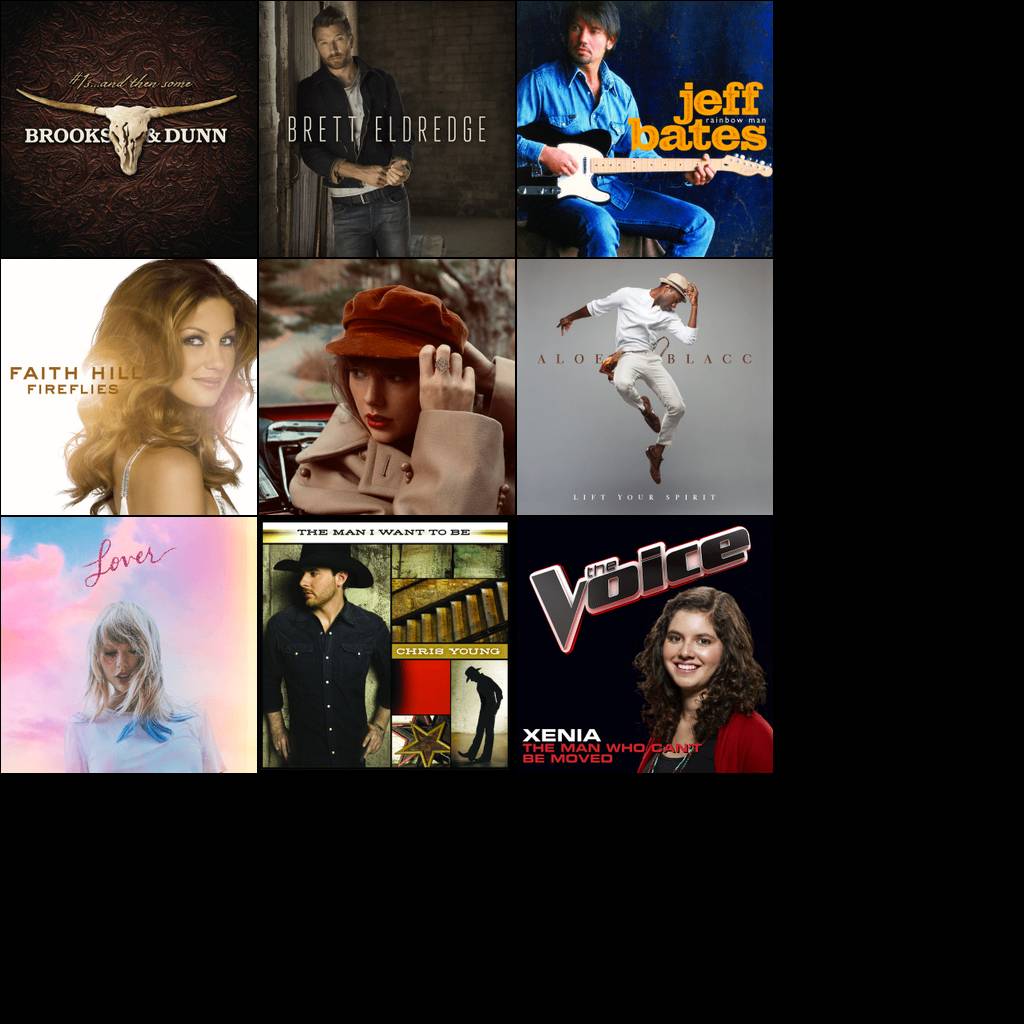 #1s...and then some
BROOKS & DUNN
BRETT ELDREDGE
jeff
rainbow man
bates
FAITH HILL
FIREFLIES
ALOE BLACC
LIFT YOUR SPIRIT
Lover
THE MAN I WANT TO BE
CHRIS YOUNG
the
Voice
XENIA
THE MAN WHO CAN'T
BE MOVED